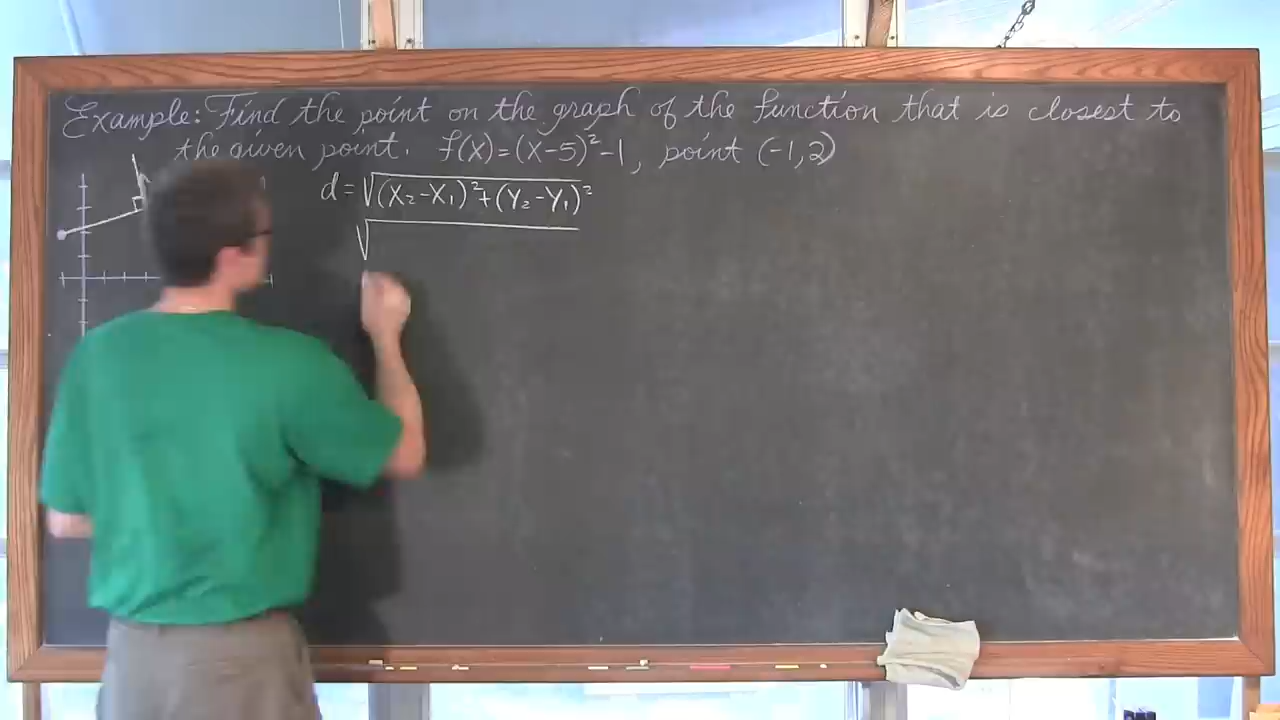 Example: Find the point on the graph of the function that is closest to
the given point. f(x)=(x-5)²-1, point (-1,2)
d=√(x₂-x₁)²+(y₂-y₁)²
√